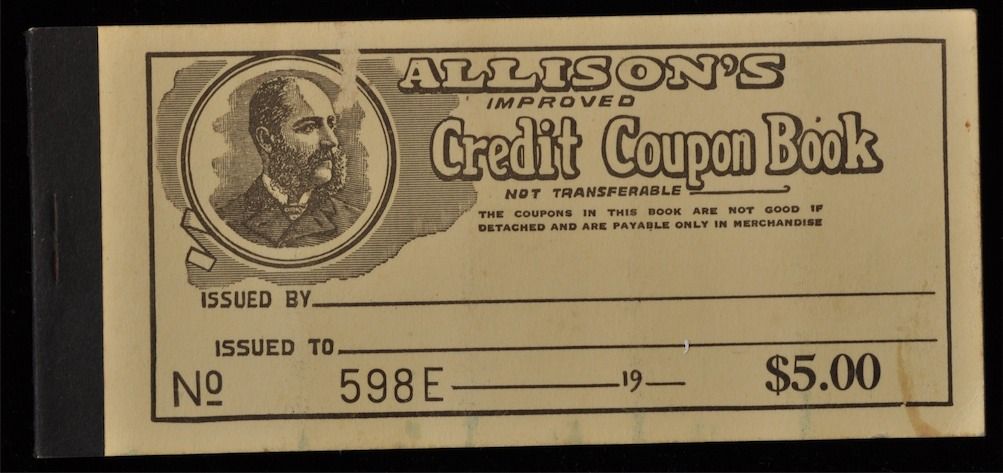 ALLISON'S
IMPROVED
Credit Coupon Book
NOT TRANSFERABLE
THE COUPONS IN THIS BOOK ARE NOT GOOD IF
DETACHED AND ARE PAYABLE ONLY IN MERCHANDISE
ISSUED BY
ISSUED TO
No 598E 19 $5.00